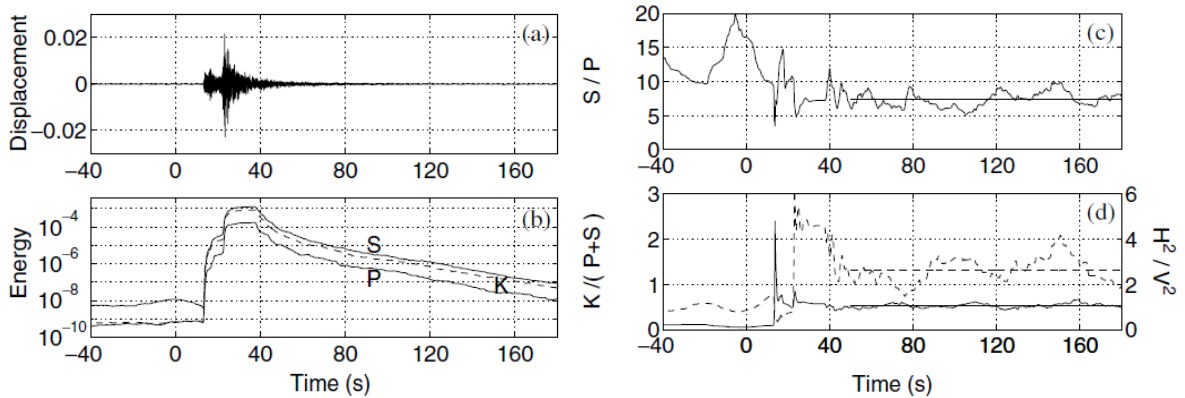 Displacement
0.02
0
−0.02
(a)
−40 0 40 80 120 160
Energy
10⁻⁴
10⁻⁶
10⁻⁸
10⁻¹⁰
(b)
S
P
K
−40 0 40 80 120 160
Time (s)
S / P
20
15
10
5
0
(c)
−40 0 40 80 120 160
K /( P+S )
3
2
1
0
(d)
6
4
2
0
H² / V²
−40 0 40 80 120 160
Time (s)